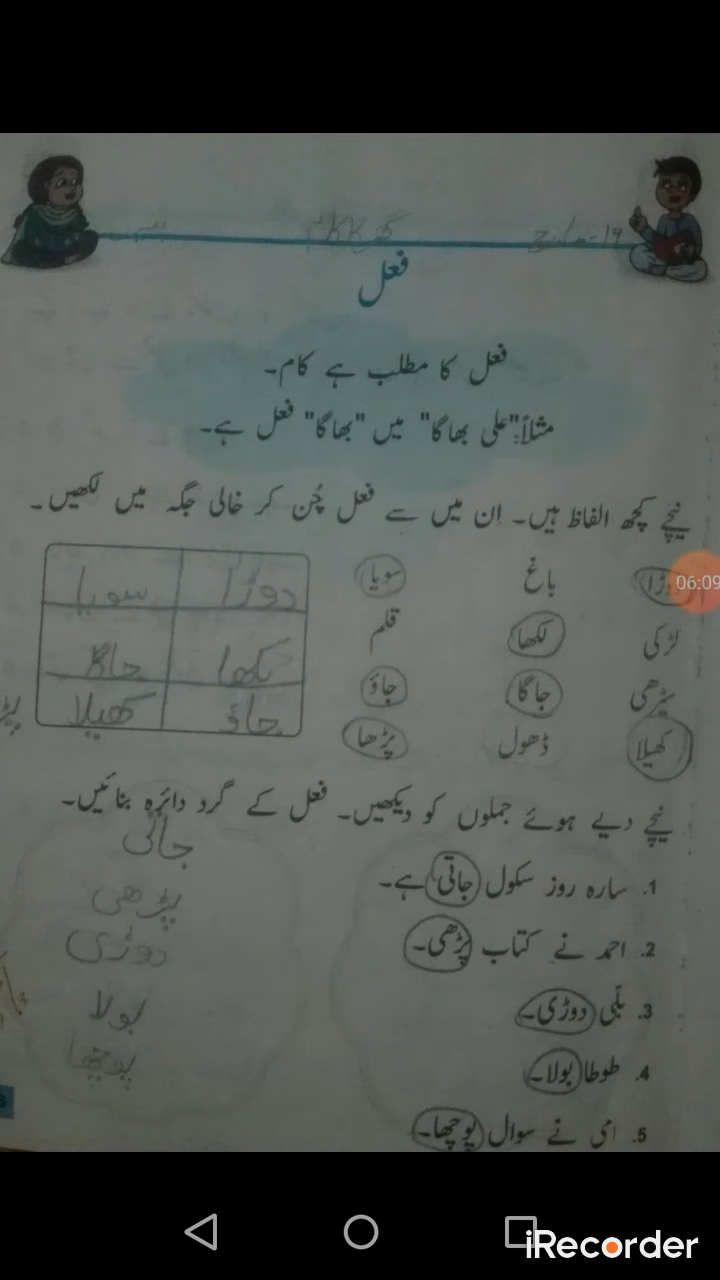 19-مارچ
فعل
فعل کا مطلب ہے کام۔
مثلاً: "علی بھاگا" میں "بھاگا" فعل ہے۔
نیچے کچھ الفاظ ہیں۔ ان میں سے فعل چُن کر خالی جگہ میں لکھیں۔
دوڑا باغ سویا
لڑکی لکھا قلم
سیڑھی جاگا جاؤ
کھیلا ڈھول پڑھا
دوڑا سویا
لکھا جاگا
جاؤ کھیلا
نیچے دیے ہوئے جملوں کو دیکھیں۔ فعل کے گرد دائرہ بنائیں۔
1. سارہ روز سکول جاتی ہے۔
2. احمد نے کتاب پڑھی۔
3. بلّی دوڑی۔
4. طوطا بولا۔
5. امی نے سوال پوچھا۔
جاتی
پڑھی
دوڑی
بولا
پوچھا
06:09
iRecorder